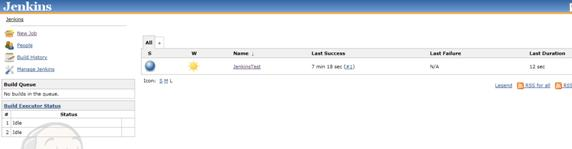 Jenkins
Jenkins
New Job
People
Build History
Manage Jenkins
Build Queue
No builds in the queue.
Build Executor Status
# Status
1 Idle
2 Idle
All +
S W Name ↓ Last Success Last Failure Last Duration
JenkinsTest 7 min 18 sec (#1) N/A 12 sec
Icon: S M L
Legend RSS for all RSS